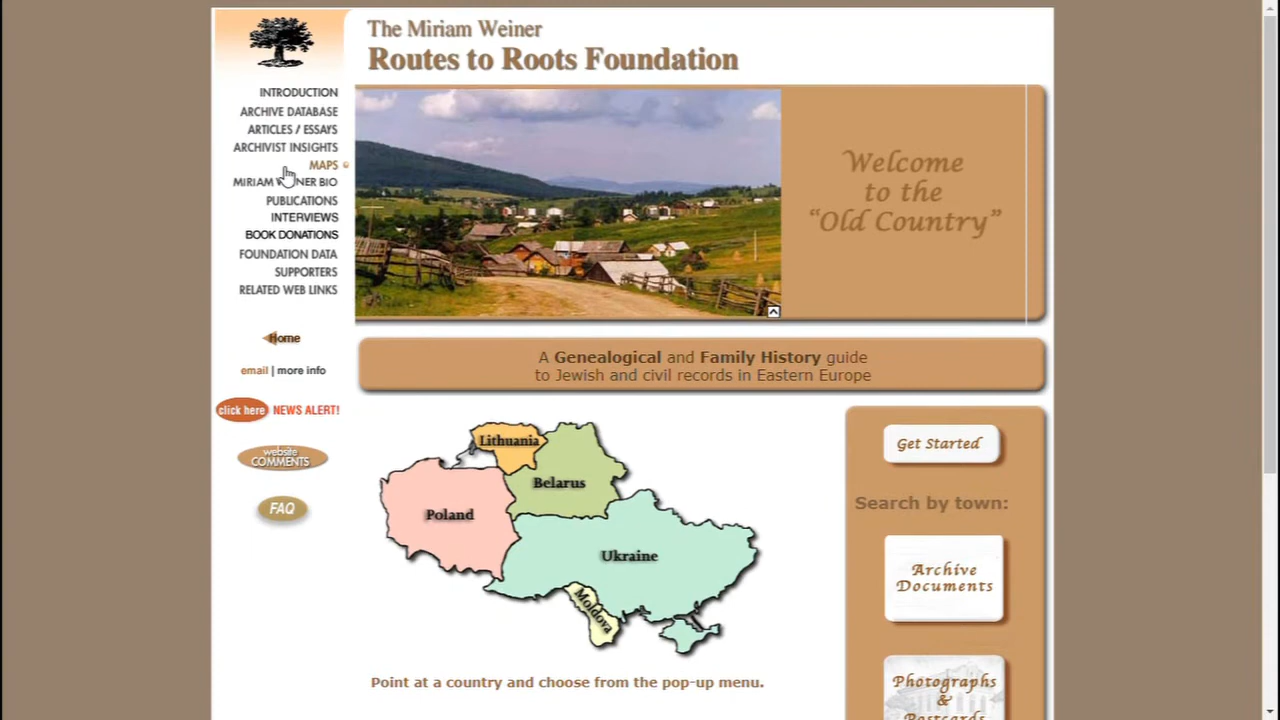 The Miriam Weiner
Routes to Roots Foundation
INTRODUCTION
ARCHIVE DATABASE
ARTICLES / ESSAYS
ARCHIVIST INSIGHTS
MAPS
MIRIAM WEINER BIO
PUBLICATIONS
INTERVIEWS
BOOK DONATIONS
FOUNDATION DATA
SUPPORTERS
RELATED WEB LINKS
Home
email | more info
click here NEWS ALERT!
website
COMMENTS
FAQ
Welcome
to the
“Old Country”
A Genealogical and Family History guide
to Jewish and civil records in Eastern Europe
Lithuania
Belarus
Poland
Ukraine
Moldova
Point at a country and choose from the pop-up menu.
Get Started
Search by town:
Archive
Documents
Photographs
&
Postcards